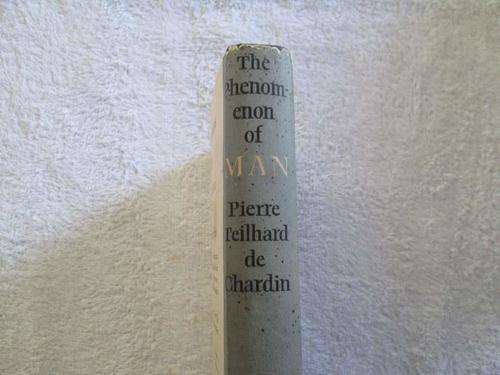 The
Phenom-
enon
of
MAN
Pierre
Teilhard
de
Chardin